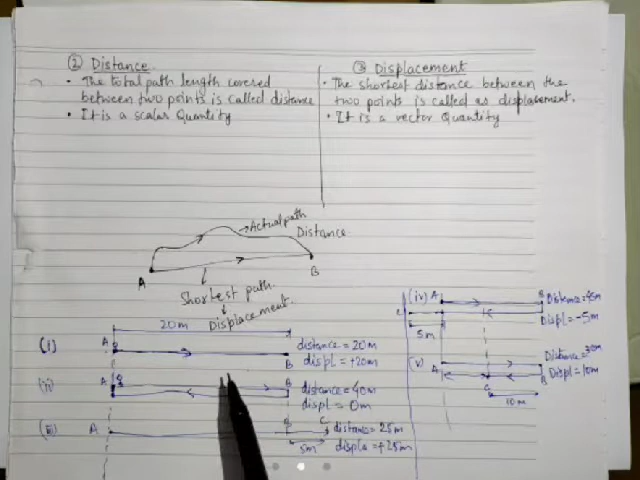 ② Distance
• The total path length covered
between two points is called distance
• It is a scalar Quantity
③ Displacement
• The shortest distance between the
two points is called as displacement.
• It is a vector Quantity
Actual path
Distance
A
B
Shortest path
Displacement
20m
(i) A
B
distance = 20m
displ = +20m
(ii) A
B
distance = 40m
displ = 0m
(iii) A
B
C
5m
distance = 25m
displa = +25m
(iv) A
B
5m
Distance = 45m
Displ = -5m
(v) A
B
C
10m
Distance = 30m
Displ = 10m